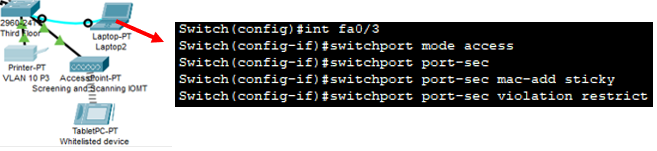 2960-24T
Third Floor
Laptop-PT
Laptop2
Printer-PT
VLAN 10 P3
AccessPoint-PT
Screening and Scanning IOMT
TabletPC-PT
Whitelisted device
Switch(config)#int fa0/3
Switch(config-if)#switchport mode access
Switch(config-if)#switchport port-sec
Switch(config-if)#switchport port-sec mac-add sticky
Switch(config-if)#switchport port-sec violation restrict